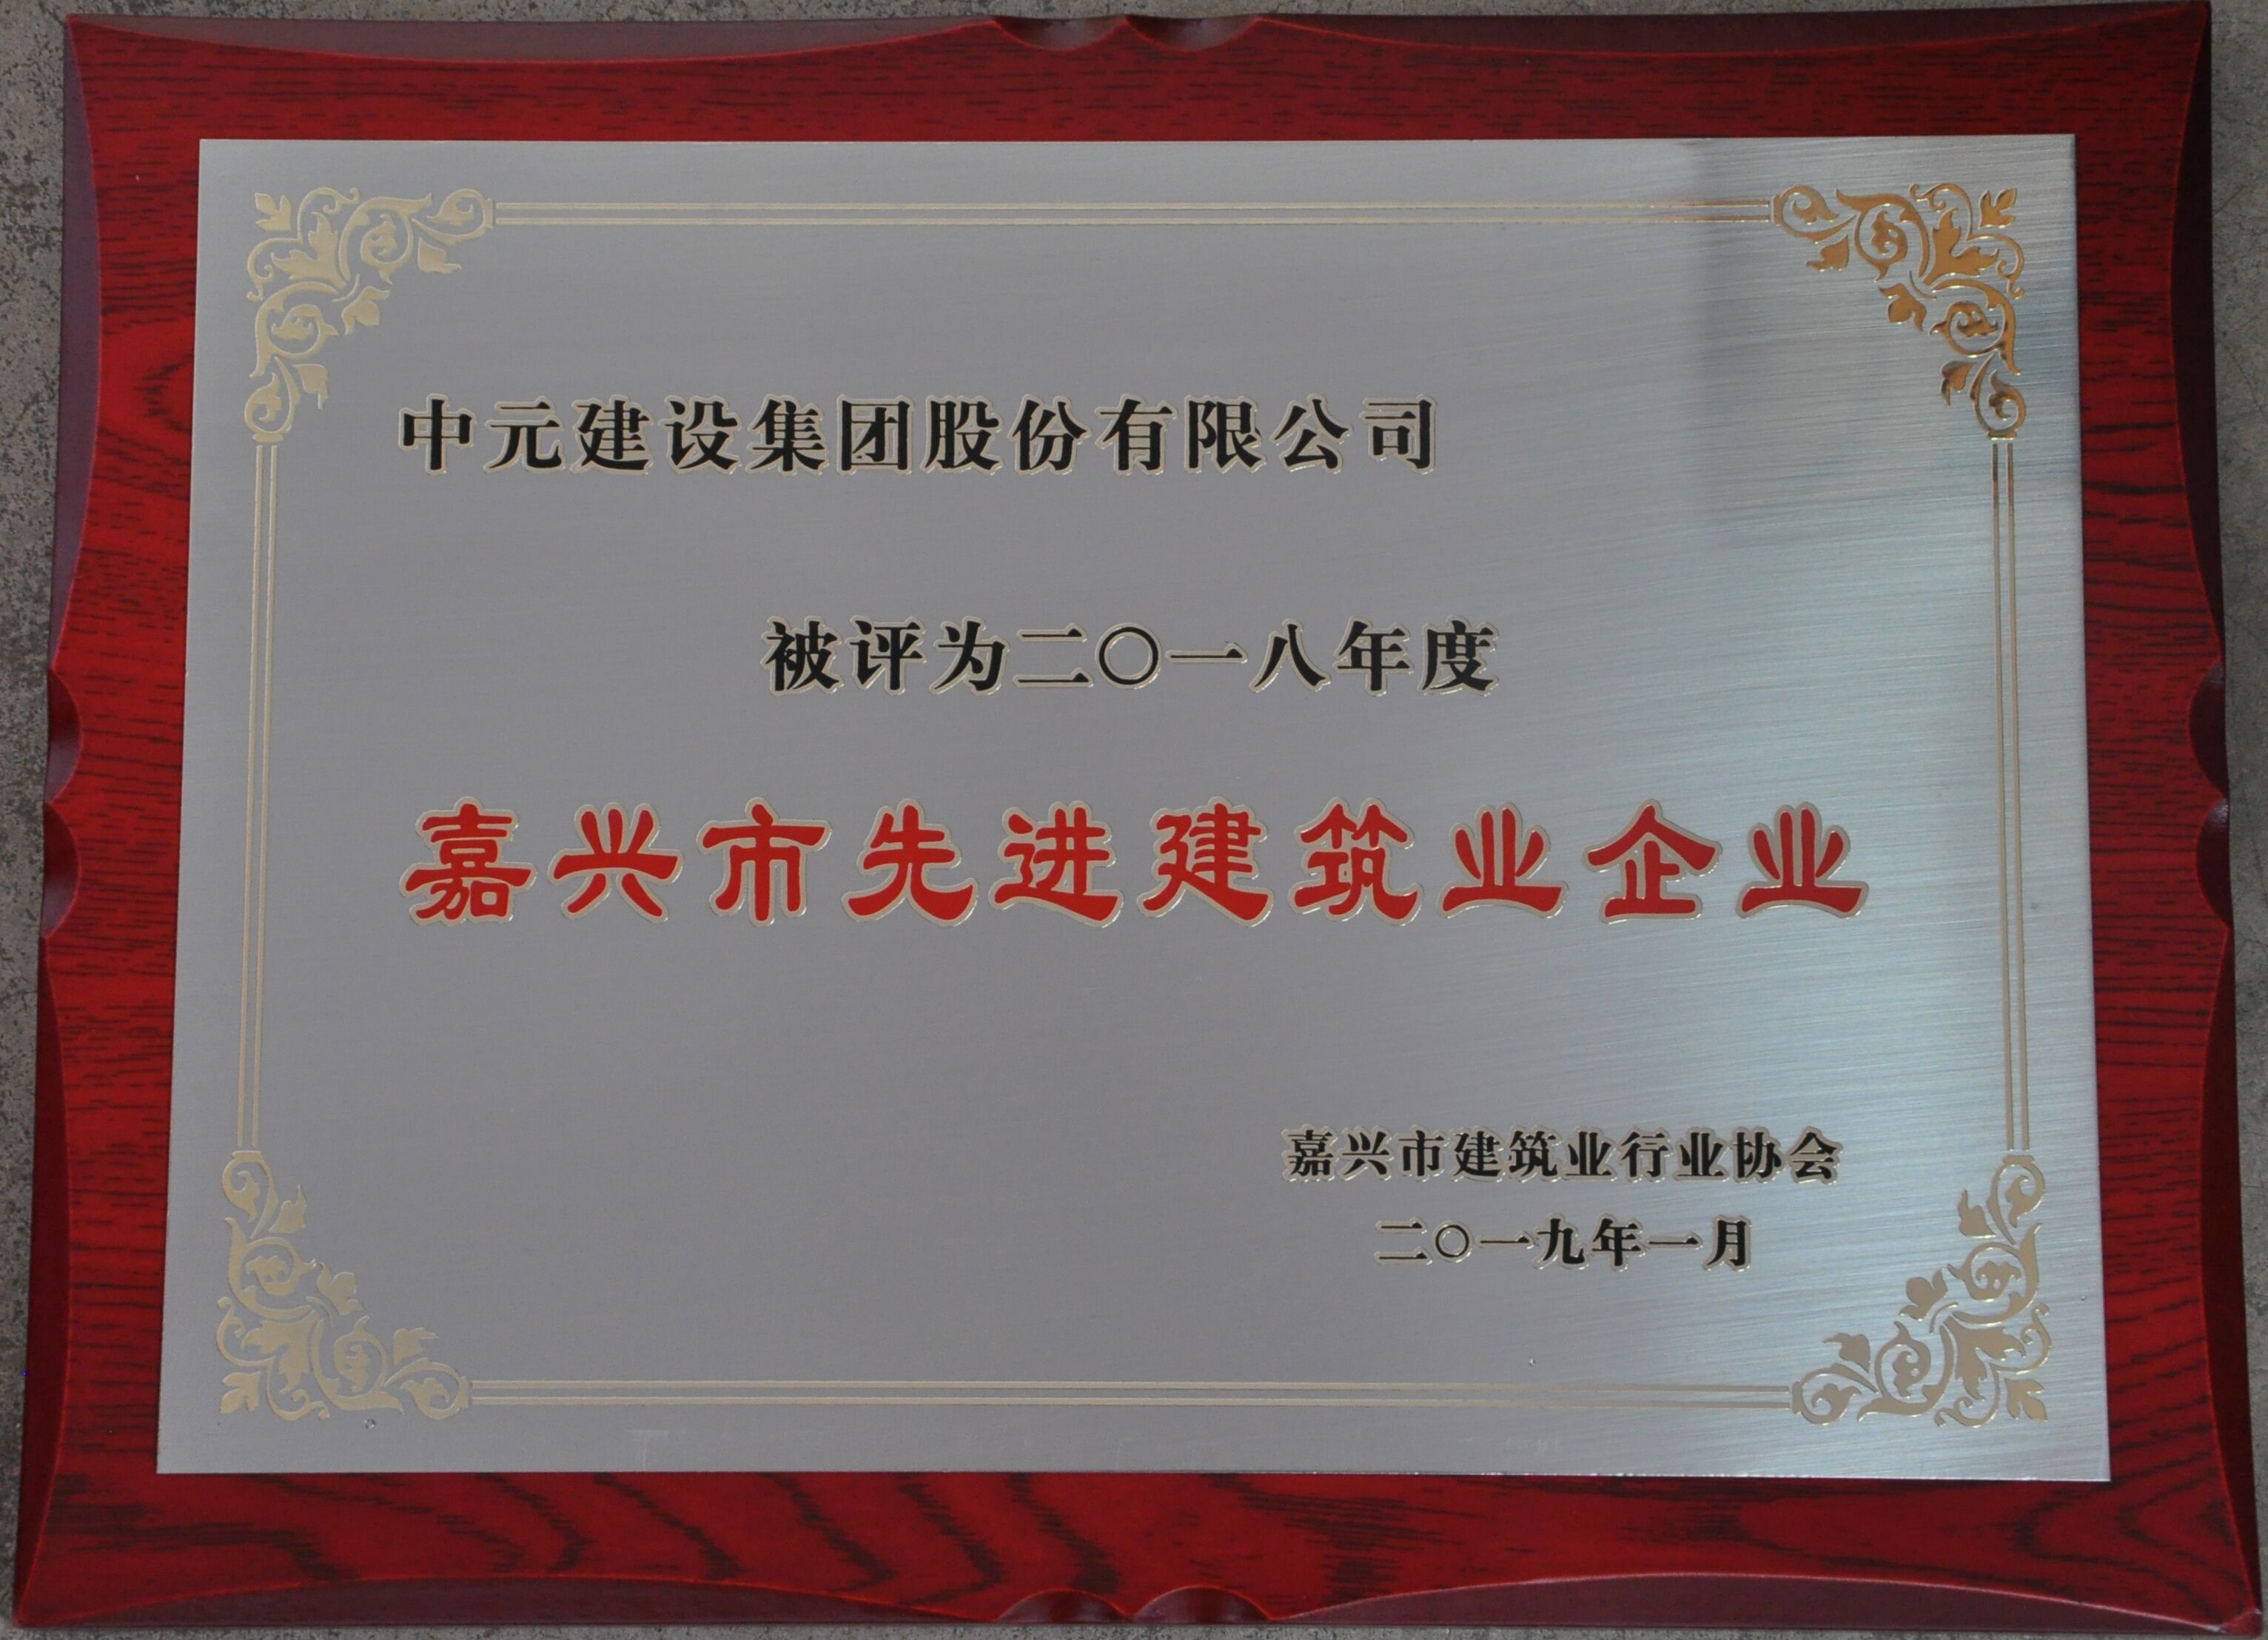 中元建设集团股份有限公司
被评为二〇一八年度
嘉兴市先进建筑业企业
嘉兴市建筑业行业协会
二〇一九年一月